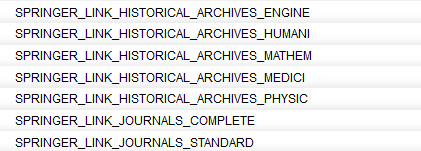 SPRINGER_LINK_HISTORICAL_ARCHIVES_ENGINE
SPRINGER_LINK_HISTORICAL_ARCHIVES_HUMANI
SPRINGER_LINK_HISTORICAL_ARCHIVES_MATHEM
SPRINGER_LINK_HISTORICAL_ARCHIVES_MEDICI
SPRINGER_LINK_HISTORICAL_ARCHIVES_PHYSIC
SPRINGER_LINK_JOURNALS_COMPLETE
SPRINGER_LINK_JOURNALS_STANDARD